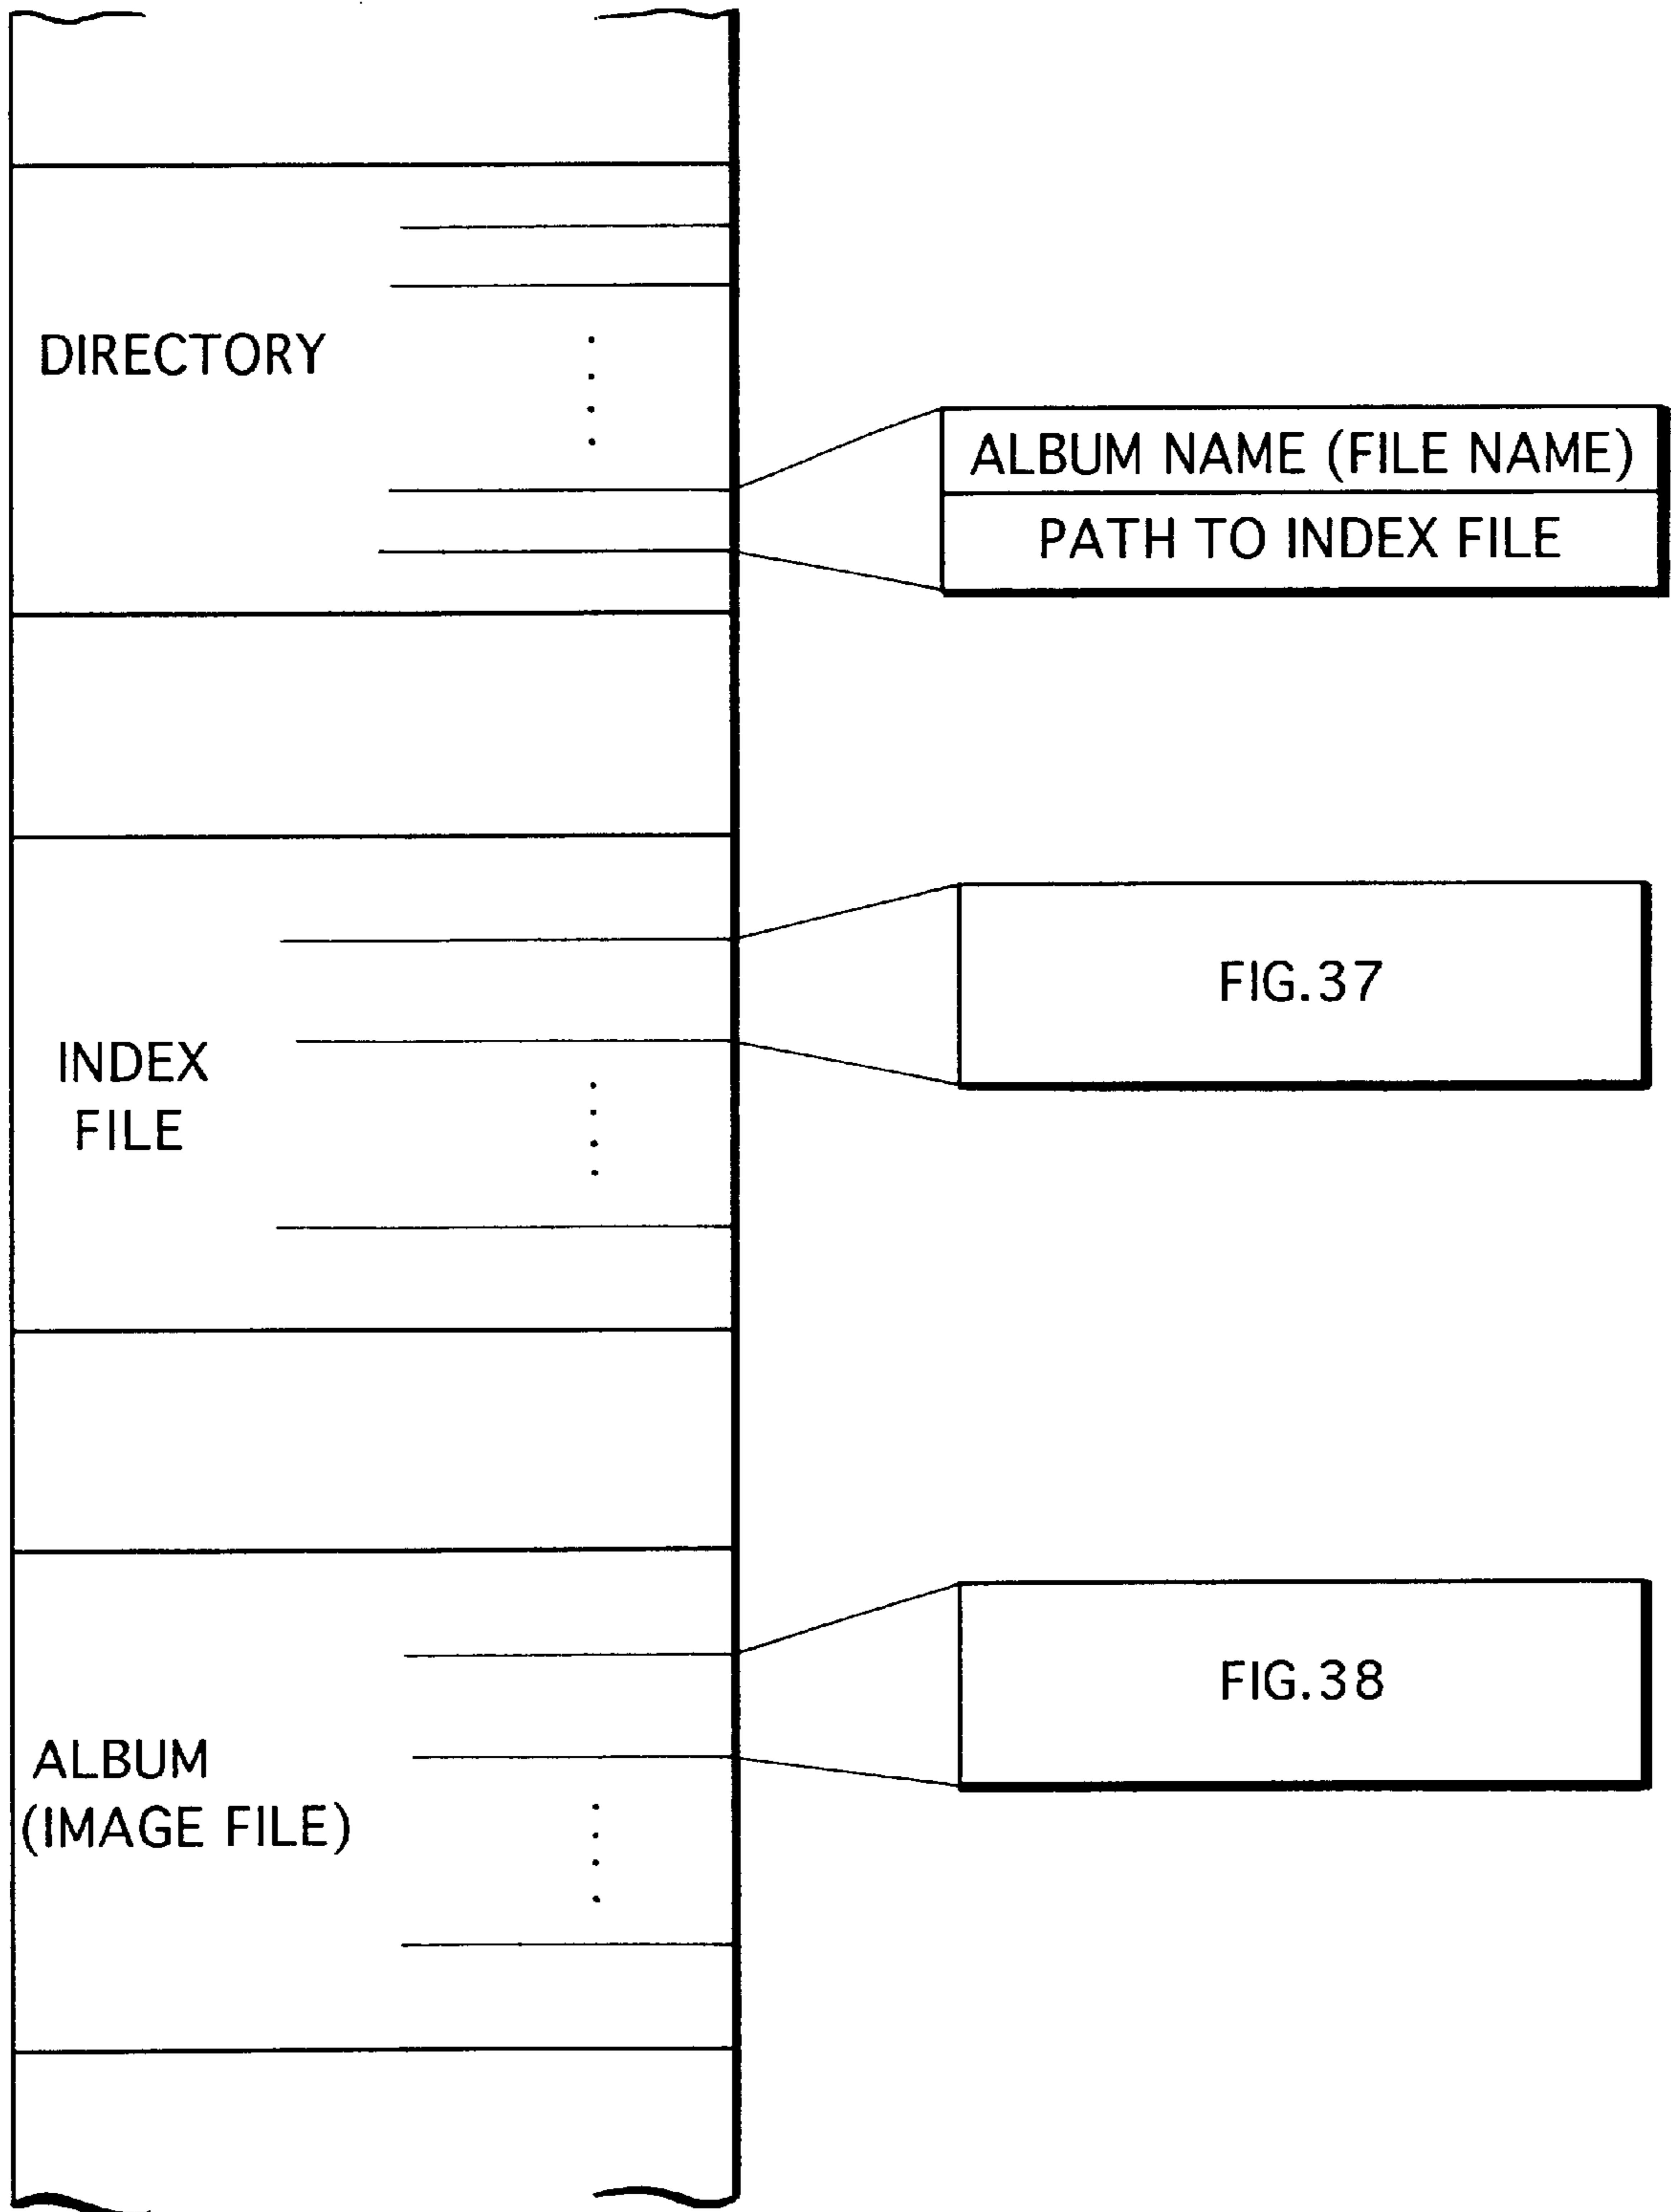 DIRECTORY
ALBUM NAME (FILE NAME)
PATH TO INDEX FILE
INDEX
FILE
FIG.37
ALBUM
(IMAGE FILE)
FIG.38